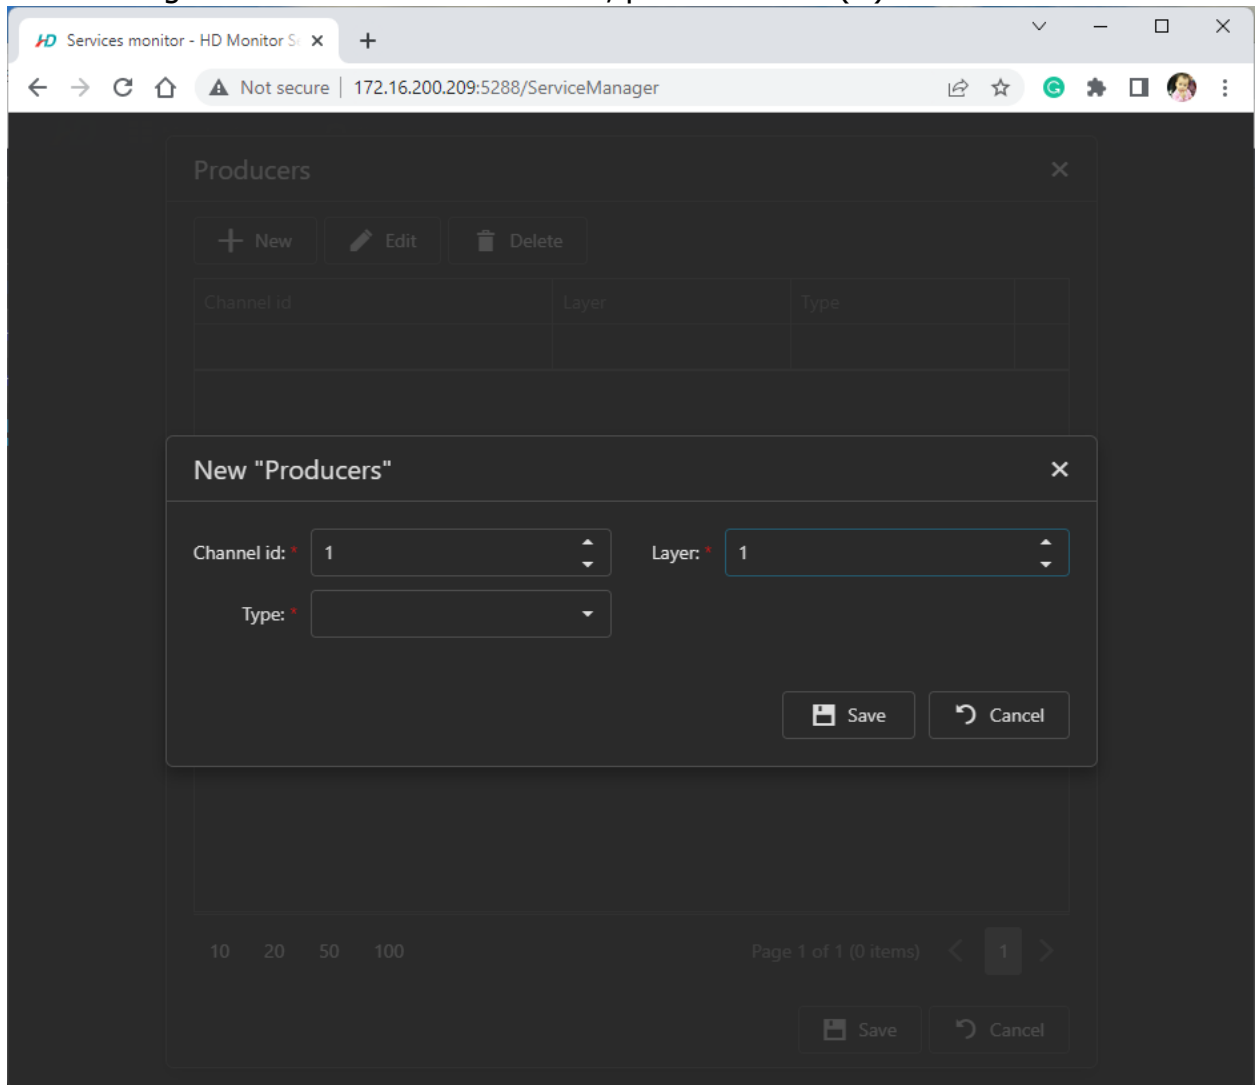 HD Services monitor - HD Monitor S
Not secure | 172.16.200.209:5288/ServiceManager
Producers
New Edit Delete
Channel id Layer Type
New "Producers"
Channel id: * 1 Layer: * 1
Type: *
Save Cancel
10 20 50 100 Page 1 of 1 (0 items) 1
Save Cancel